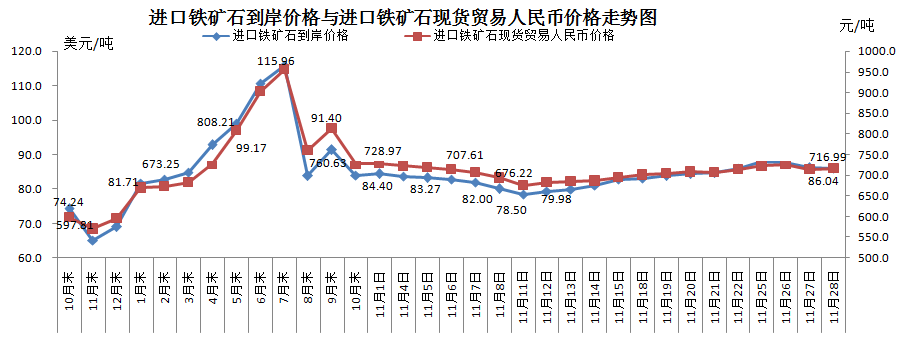 进口铁矿石到岸价格与进口铁矿石现货贸易人民币价格走势图
美元/吨
元/吨
进口铁矿石到岸价格
进口铁矿石现货贸易人民币价格
120.0
110.0
100.0
90.0
80.0
70.0
60.0
1000.0
950.0
900.0
850.0
800.0
750.0
700.0
650.0
600.0
550.0
500.0
74.24
597.81
81.71
673.25
808.21
99.17
115.96
760.63
91.40
728.97
84.40
83.27
707.61
82.00
676.22
78.50
79.98
716.99
86.04
10月末
11月末
12月末
1月末
2月末
3月末
4月末
5月末
6月末
7月末
8月末
9月末
10月末
11月1日
11月4日
11月5日
11月6日
11月7日
11月8日
11月11日
11月12日
11月13日
11月14日
11月15日
11月18日
11月19日
11月20日
11月21日
11月22日
11月25日
11月26日
11月27日
11月28日